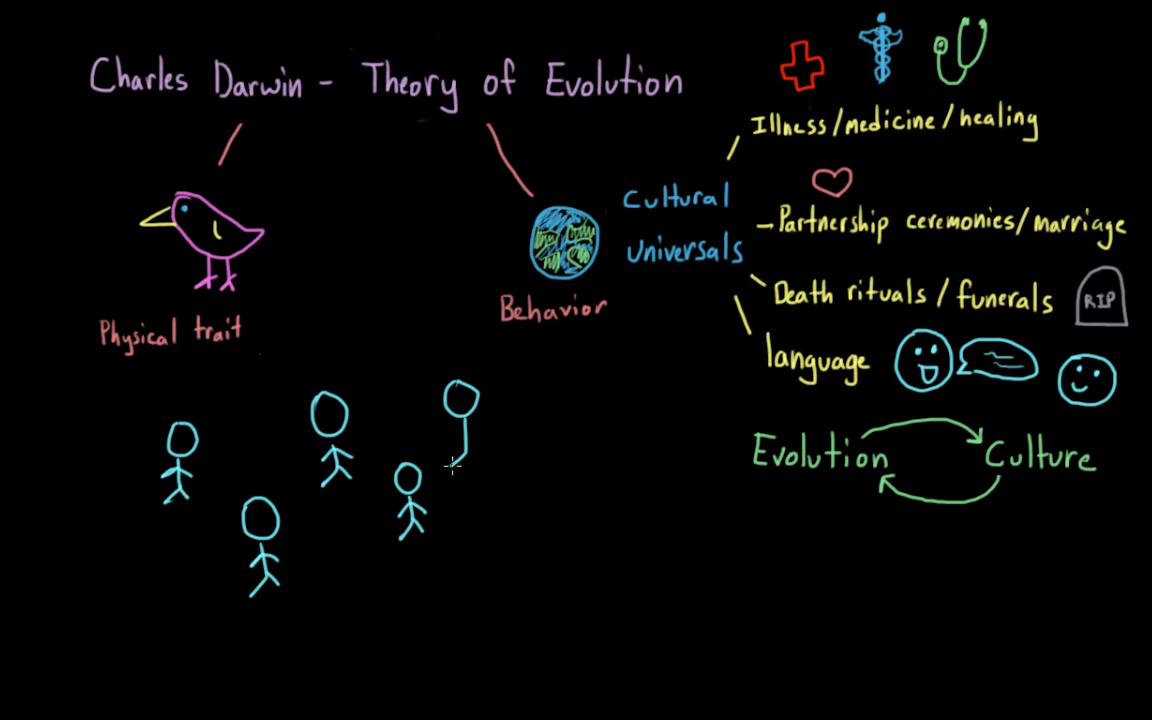 Charles Darwin - Theory of Evolution
Illness/medicine/healing
Cultural
Universals
Partnership ceremonies/marriage
Death rituals/funerals
RIP
Behavior
Physical trait
language
Evolution
Culture